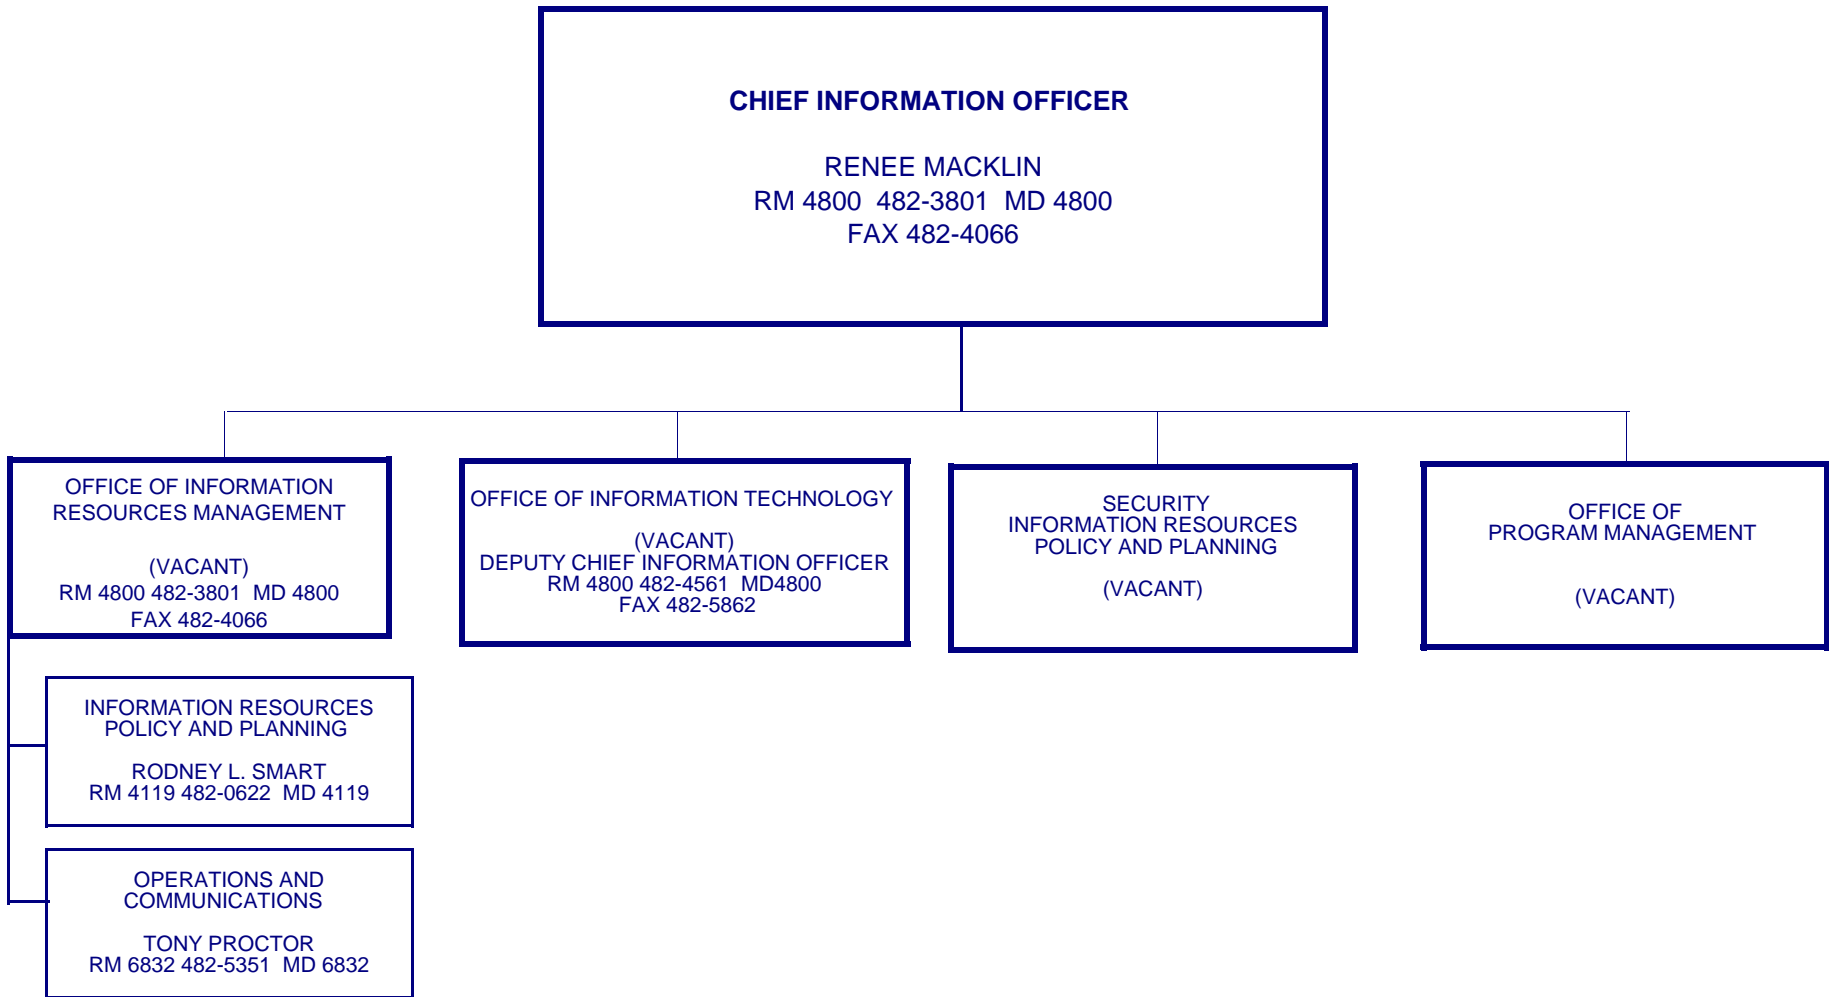 CHIEF INFORMATION OFFICER
RENEE MACKLIN
RM 4800 482-3801 MD 4800
FAX 482-4066
OFFICE OF INFORMATION
RESOURCES MANAGEMENT
(VACANT)
RM 4800 482-3801 MD 4800
FAX 482-4066
OFFICE OF INFORMATION TECHNOLOGY
(VACANT)
DEPUTY CHIEF INFORMATION OFFICER
RM 4800 482-4561 MD4800
FAX 482-5862
SECURITY
INFORMATION RESOURCES
POLICY AND PLANNING
(VACANT)
OFFICE OF
PROGRAM MANAGEMENT
(VACANT)
INFORMATION RESOURCES
POLICY AND PLANNING
RODNEY L. SMART
RM 4119 482-0622 MD 4119
OPERATIONS AND
COMMUNICATIONS
TONY PROCTOR
RM 6832 482-5351 MD 6832